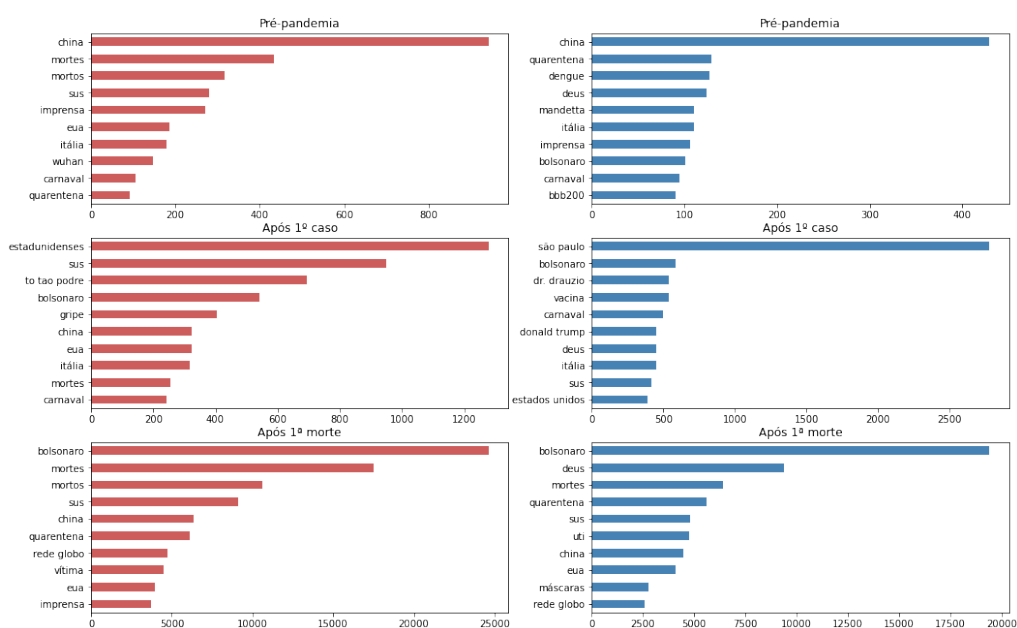 Pré-pandemia
china
mortes
mortos
sus
imprensa
eua
itália
wuhan
carnaval
quarentena
0 200 400 600 800
Pré-pandemia
china
quarentena
dengue
deus
mandetta
itália
imprensa
bolsonaro
carnaval
bbb200
0 100 200 300 400
Após 1º caso
estadunidenses
sus
to tao podre
bolsonaro
gripe
china
eua
itália
mortes
carnaval
0 200 400 600 800 1000 1200
Após 1º caso
são paulo
bolsonaro
dr. drauzio
vacina
carnaval
donald trump
deus
itália
sus
estados unidos
0 500 1000 1500 2000 2500
Após 1ª morte
bolsonaro
mortes
mortos
sus
china
quarentena
rede globo
vítima
eua
imprensa
0 5000 10000 15000 20000 25000
Após 1ª morte
bolsonaro
deus
mortes
quarentena
sus
uti
china
eua
máscaras
rede globo
0 2500 5000 7500 10000 12500 15000 17500 20000